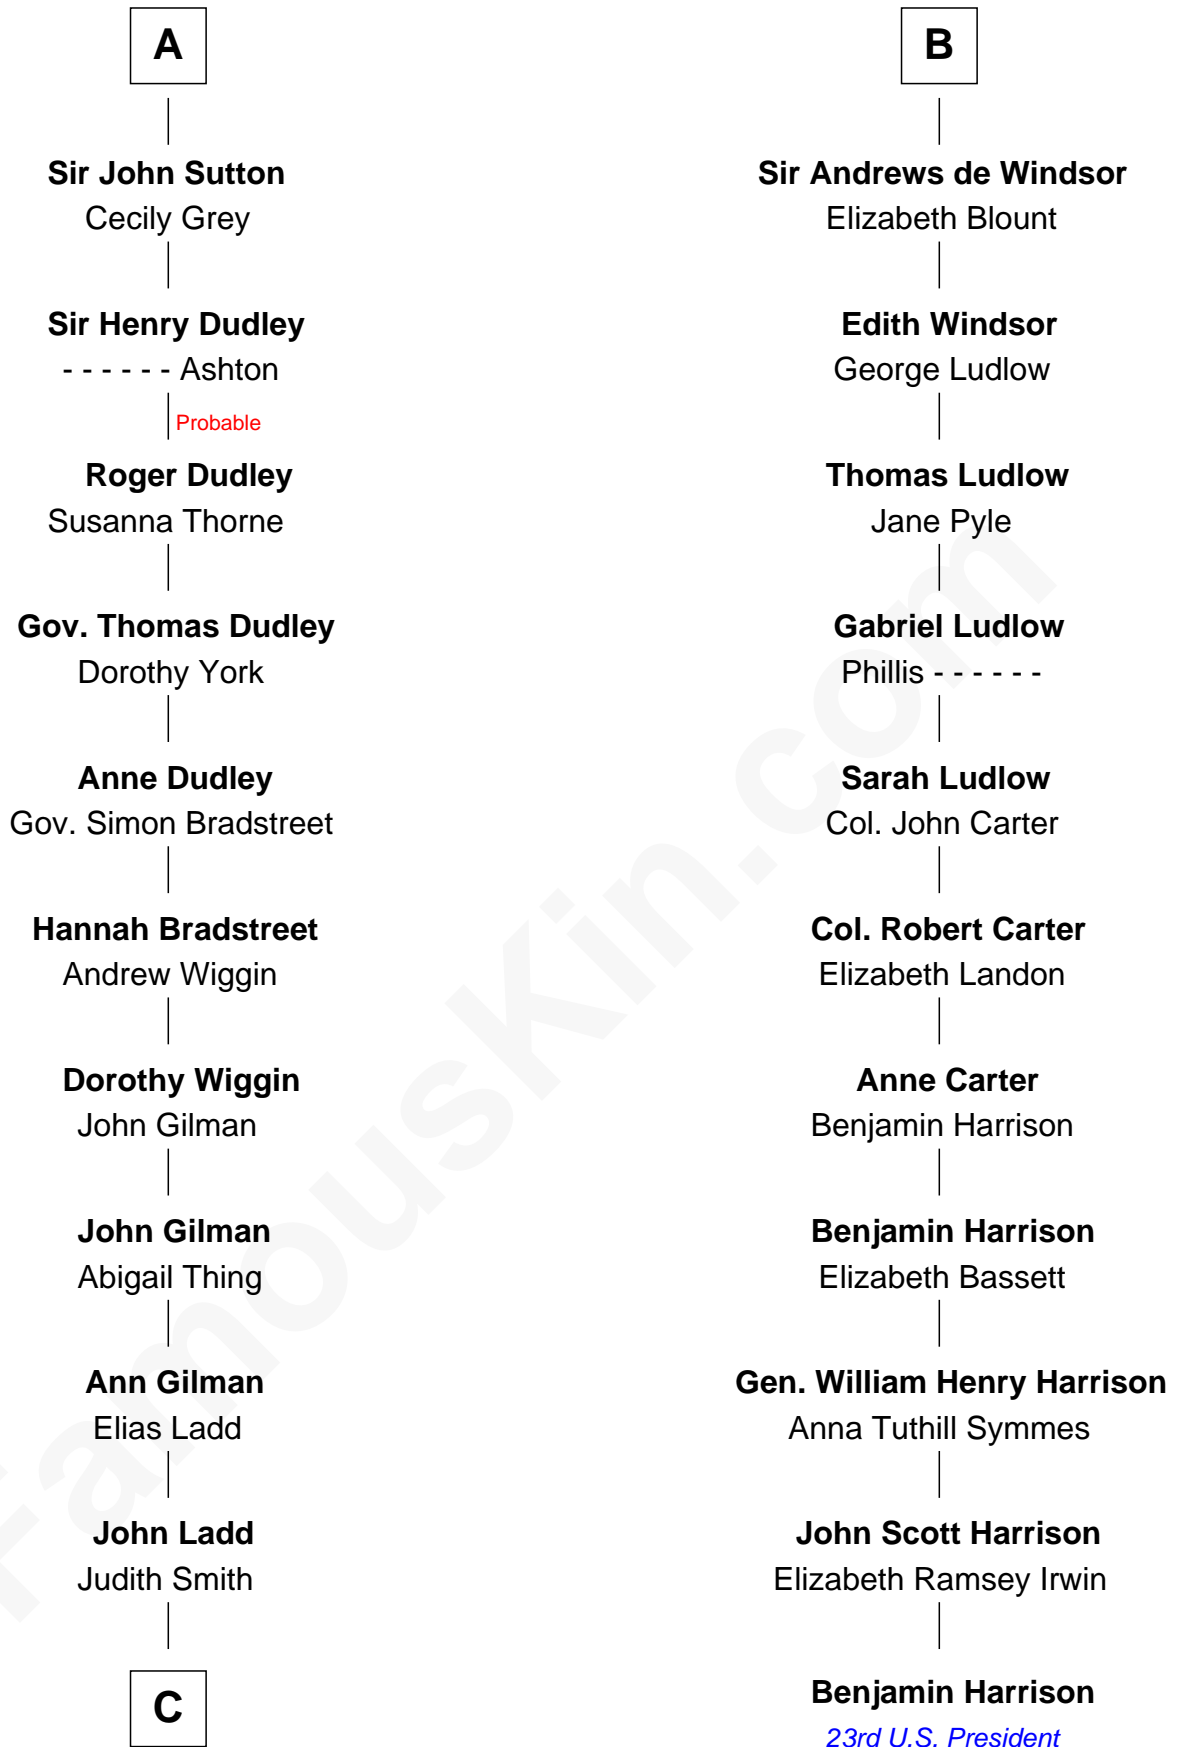 A
Sir John Sutton
Cecily Grey
Sir Henry Dudley
- - - - - - Ashton
Probable
Roger Dudley
Susanna Thorne
Gov. Thomas Dudley
Dorothy York
Anne Dudley
Gov. Simon Bradstreet
Hannah Bradstreet
Andrew Wiggin
Dorothy Wiggin
John Gilman
John Gilman
Abigail Thing
Ann Gilman
Elias Ladd
John Ladd
Judith Smith
C
B
Sir Andrews de Windsor
Elizabeth Blount
Edith Windsor
George Ludlow
Thomas Ludlow
Jane Pyle
Gabriel Ludlow
Phillis - - - - - -
Sarah Ludlow
Col. John Carter
Col. Robert Carter
Elizabeth Landon
Anne Carter
Benjamin Harrison
Benjamin Harrison
Elizabeth Bassett
Gen. William Henry Harrison
Anna Tuthill Symmes
John Scott Harrison
Elizabeth Ramsey Irwin
Benjamin Harrison
23rd U.S. President
FamousKin.com